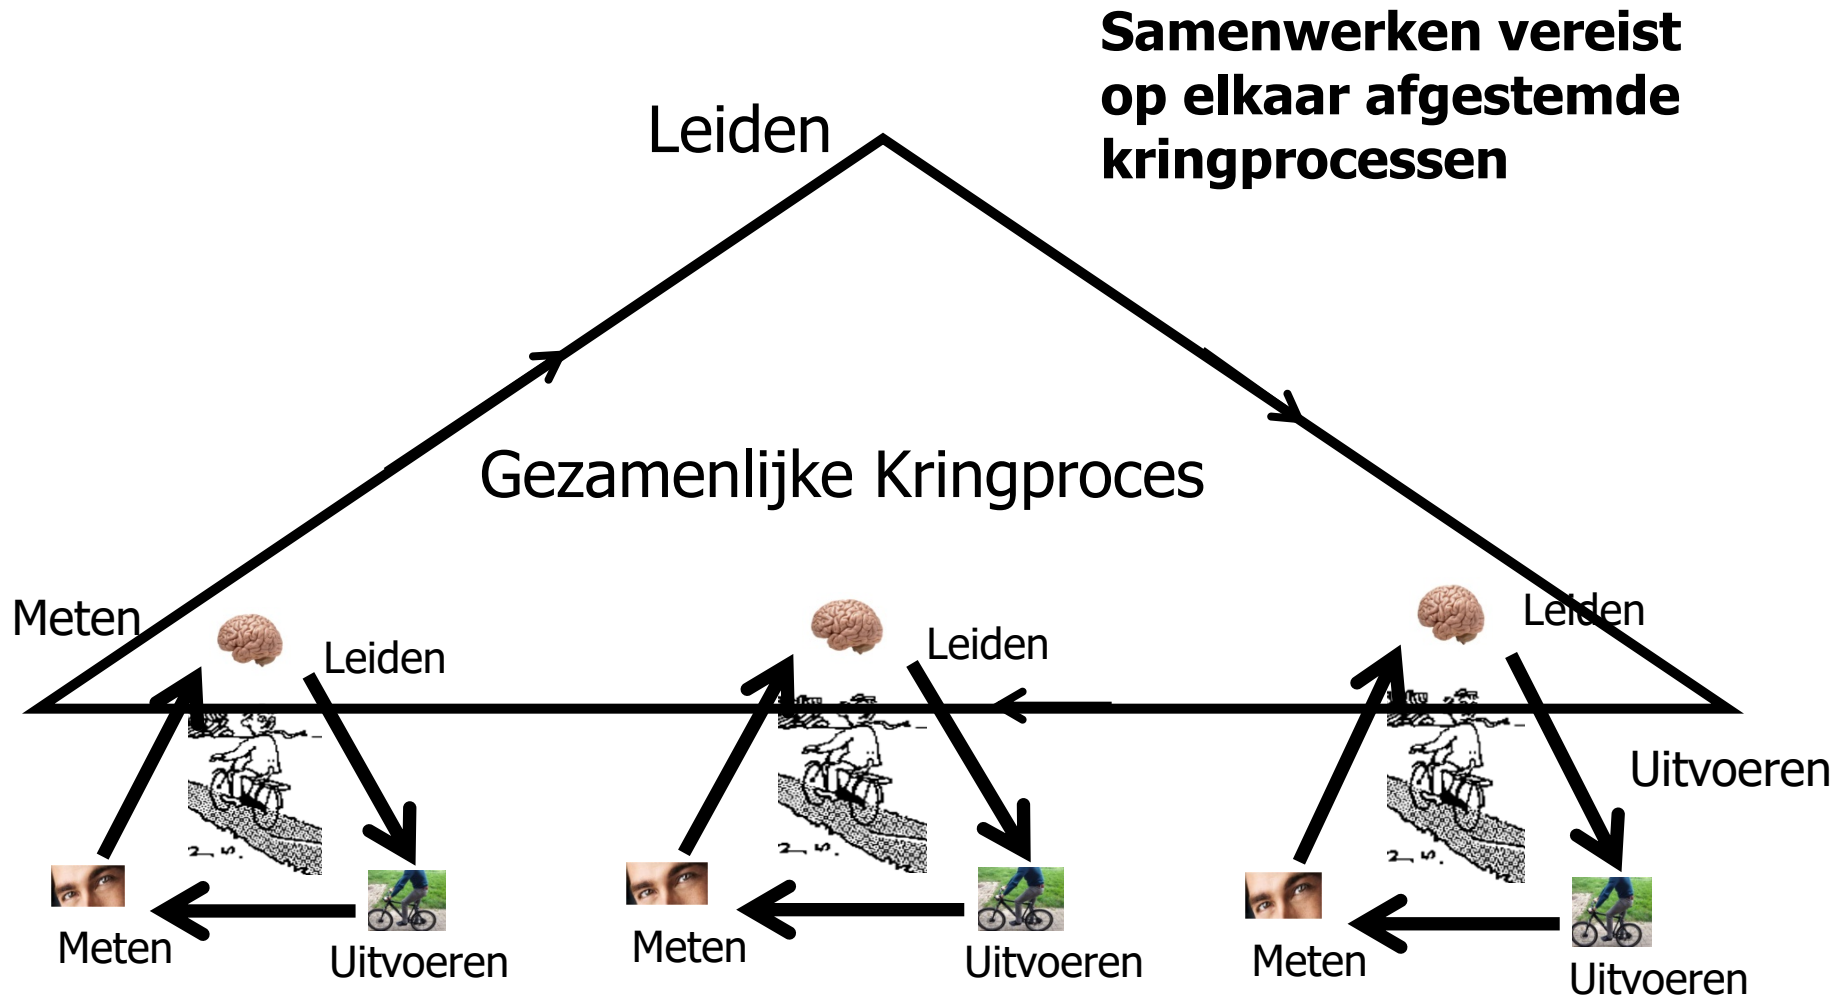 Samenwerken vereist
op elkaar afgestemde
kringprocessen
Leiden
Gezamenlijke Kringproces
Meten
Leiden
Leiden
Leiden
Uitvoeren
Meten
Uitvoeren
Meten
Uitvoeren
Meten
Uitvoeren